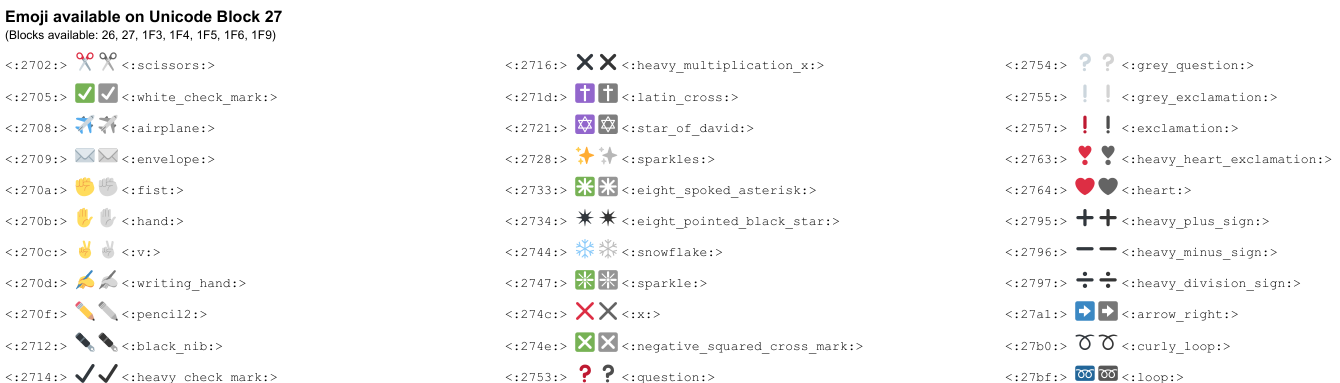 Emoji available on Unicode Block 27
(Blocks available: 26, 27, 1F3, 1F4, 1F5, 1F6, 1F9)
<:2702:> <:scissors:>
<:2705:> <:white_check_mark:>
<:2708:> <:airplane:>
<:2709:> <:envelope:>
<:270a:> <:fist:>
<:270b:> <:hand:>
<:270c:> <:v:>
<:270d:> <:writing_hand:>
<:270f:> <:pencil2:>
<:2712:> <:black_nib:>
<:2714:> <:heavy_check_mark:>
<:2716:> <:heavy_multiplication_x:>
<:271d:> <:latin_cross:>
<:2721:> <:star_of_david:>
<:2728:> <:sparkles:>
<:2733:> <:eight_spoked_asterisk:>
<:2734:> <:eight_pointed_black_star:>
<:2744:> <:snowflake:>
<:2747:> <:sparkle:>
<:274c:> <:x:>
<:274e:> <:negative_squared_cross_mark:>
<:2753:> <:question:>
<:2754:> <:grey_question:>
<:2755:> <:grey_exclamation:>
<:2757:> <:exclamation:>
<:2763:> <:heavy_heart_exclamation:>
<:2764:> <:heart:>
<:2795:> <:heavy_plus_sign:>
<:2796:> <:heavy_minus_sign:>
<:2797:> <:heavy_division_sign:>
<:27a1:> <:arrow_right:>
<:27b0:> <:curly_loop:>
<:27bf:> <:loop:>